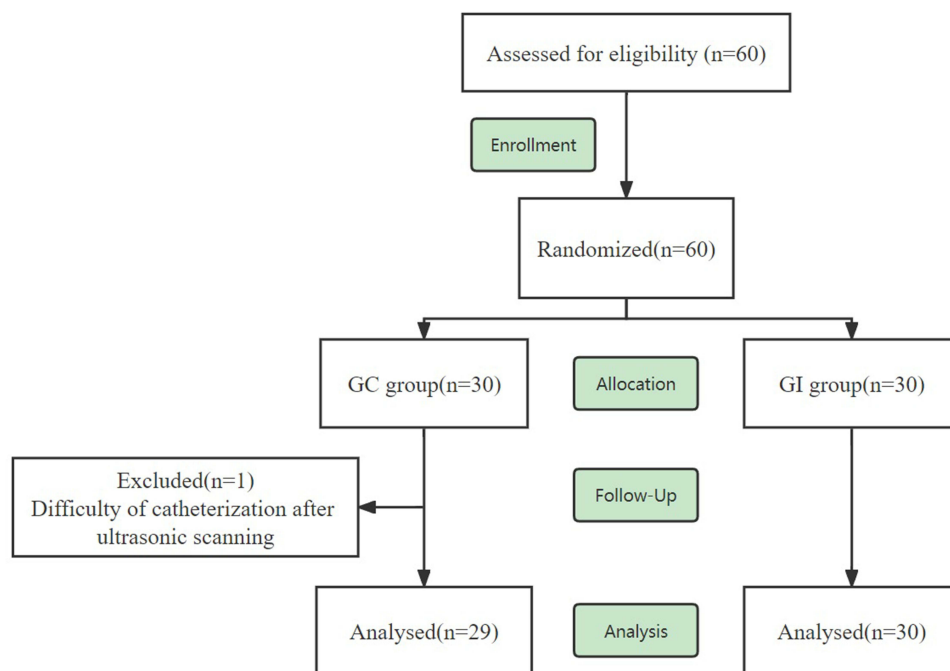 Assessed for eligibility (n=60)
Enrollment
Randomized(n=60)
GC group(n=30)
Allocation
GI group(n=30)
Excluded(n=1)
Difficulty of catheterization after
ultrasonic scanning
Follow-Up
Analysed(n=29)
Analysis
Analysed(n=30)